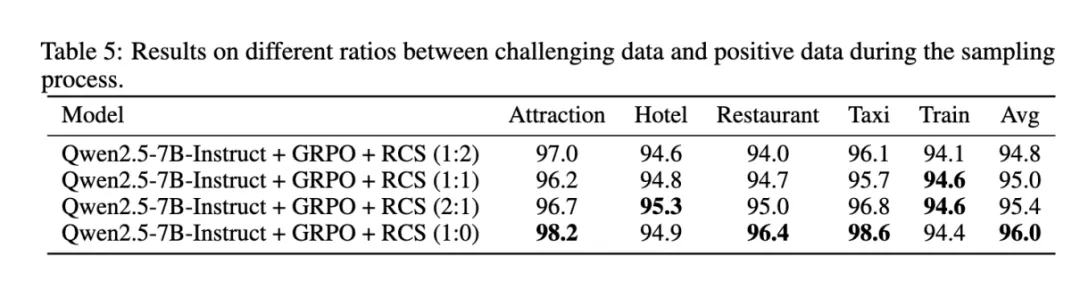 Table 5: Results on different ratios between challenging data and positive data during the sampling
process.
Model Attraction Hotel Restaurant Taxi Train Avg
Qwen2.5-7B-Instruct + GRPO + RCS (1:2) 97.0 94.6 94.0 96.1 94.1 94.8
Qwen2.5-7B-Instruct + GRPO + RCS (1:1) 96.2 94.8 94.7 95.7 94.6 95.0
Qwen2.5-7B-Instruct + GRPO + RCS (2:1) 96.7 95.3 95.0 96.8 94.6 95.4
Qwen2.5-7B-Instruct + GRPO + RCS (1:0) 98.2 94.9 96.4 98.6 94.4 96.0